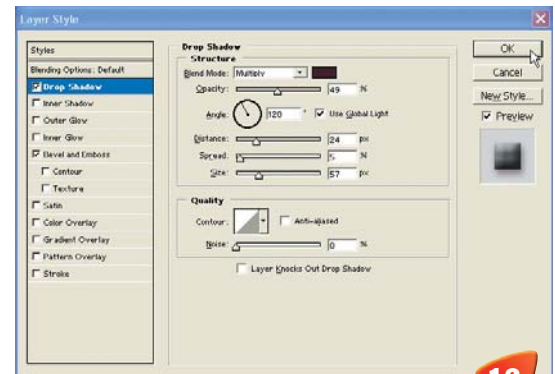 Layer Style
Styles
Blending Options: Default
Drop Shadow
Inner Shadow
Outer Glow
Inner Glow
Bevel and Emboss
Contour
Texture
Satin
Color Overlay
Gradient Overlay
Pattern Overlay
Stroke
Drop Shadow
Structure
Blend Mode: Multiply
Opacity: 49 %
Angle: 120 ° Use Global Light
Distance: 24 px
Spread: 5 %
Size: 57 px
Quality
Contour: Anti-aliased
Noise: 0 %
Layer Knocks Out Drop Shadow
OK
Cancel
New Style...
Preview